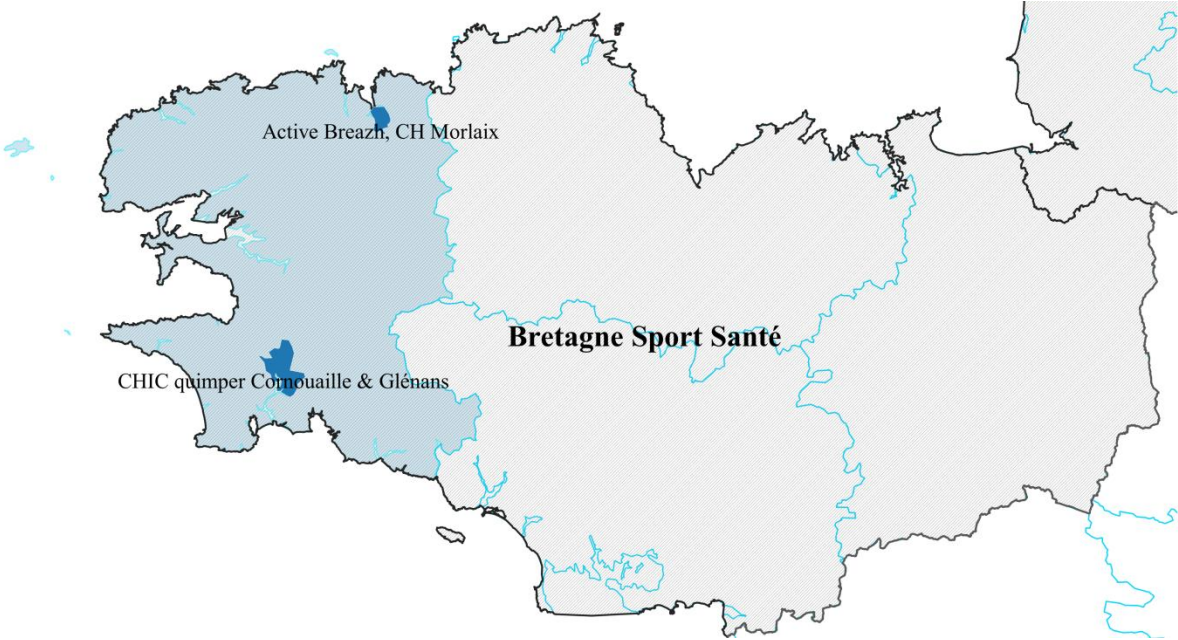 Active Breazh, CH Morlaix
Bretagne Sport Santé
CHIC quimper Cornouaille & Glénans